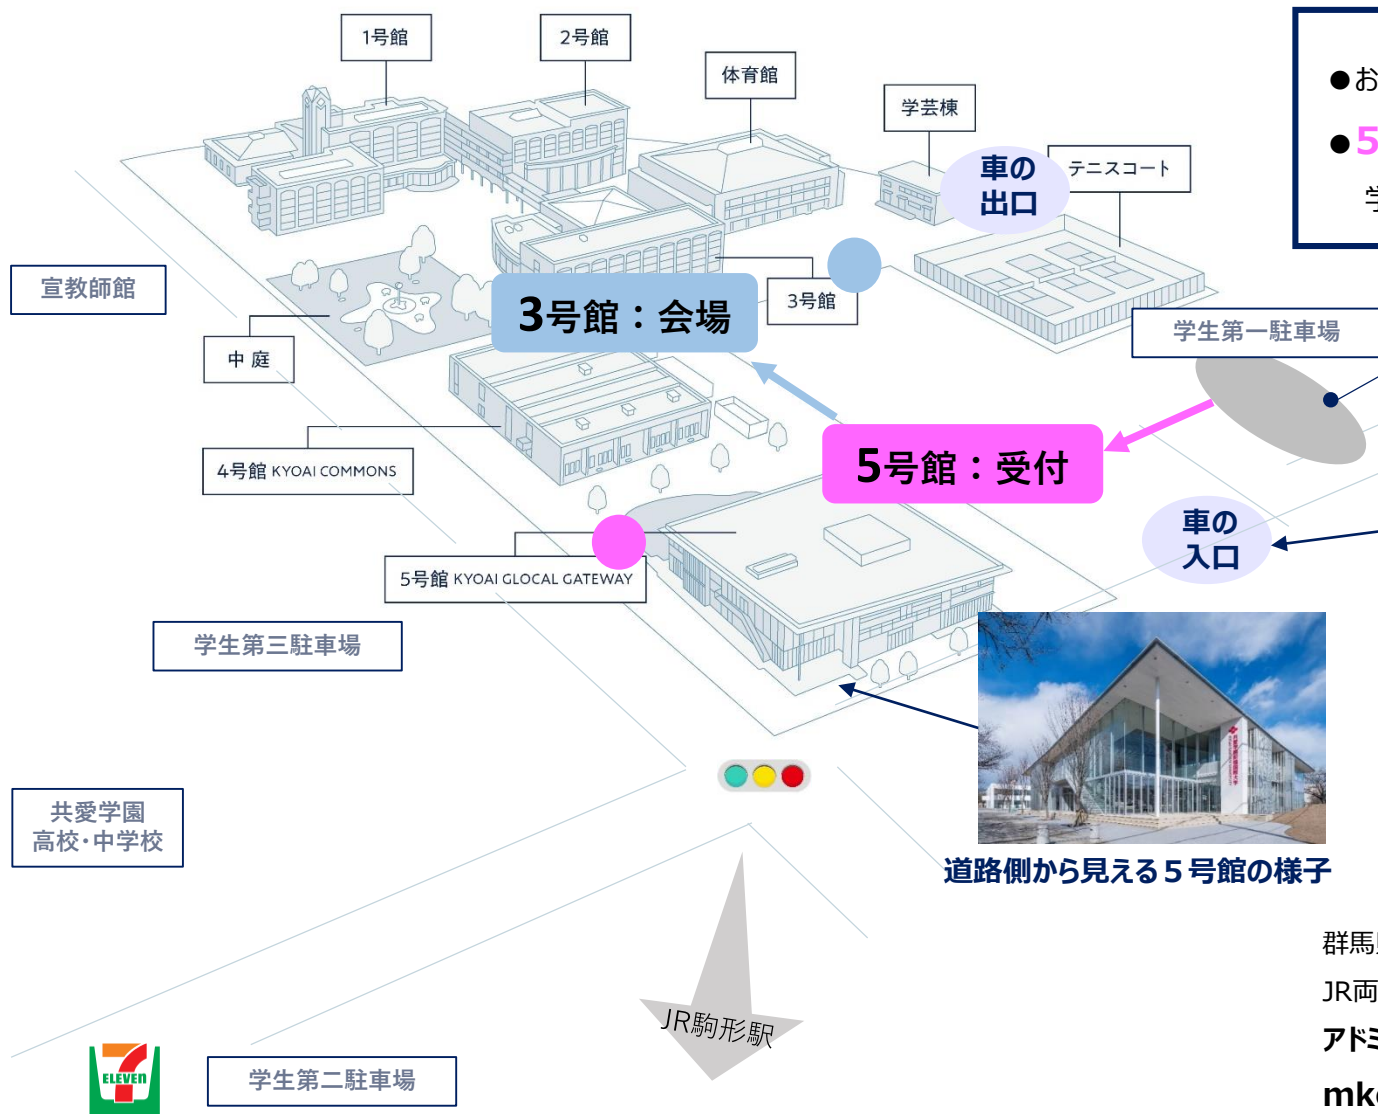 1号館
2号館
体育館
学芸棟
車の
出口
テニスコート
●お
●5
宣教師館
3号館：会場
3号館
学生第一駐車場
中 庭
4号館 KYOAI COMMONS
5号館：受付
車の
入口
5号館 KYOAI GLOCAL GATEWAY
学生第三駐車場
共愛学園
高校・中学校
道路側から見える５号館の様子
群馬
JR両
JR駒形駅
アドミ
ELEVEN
学生第二駐車場